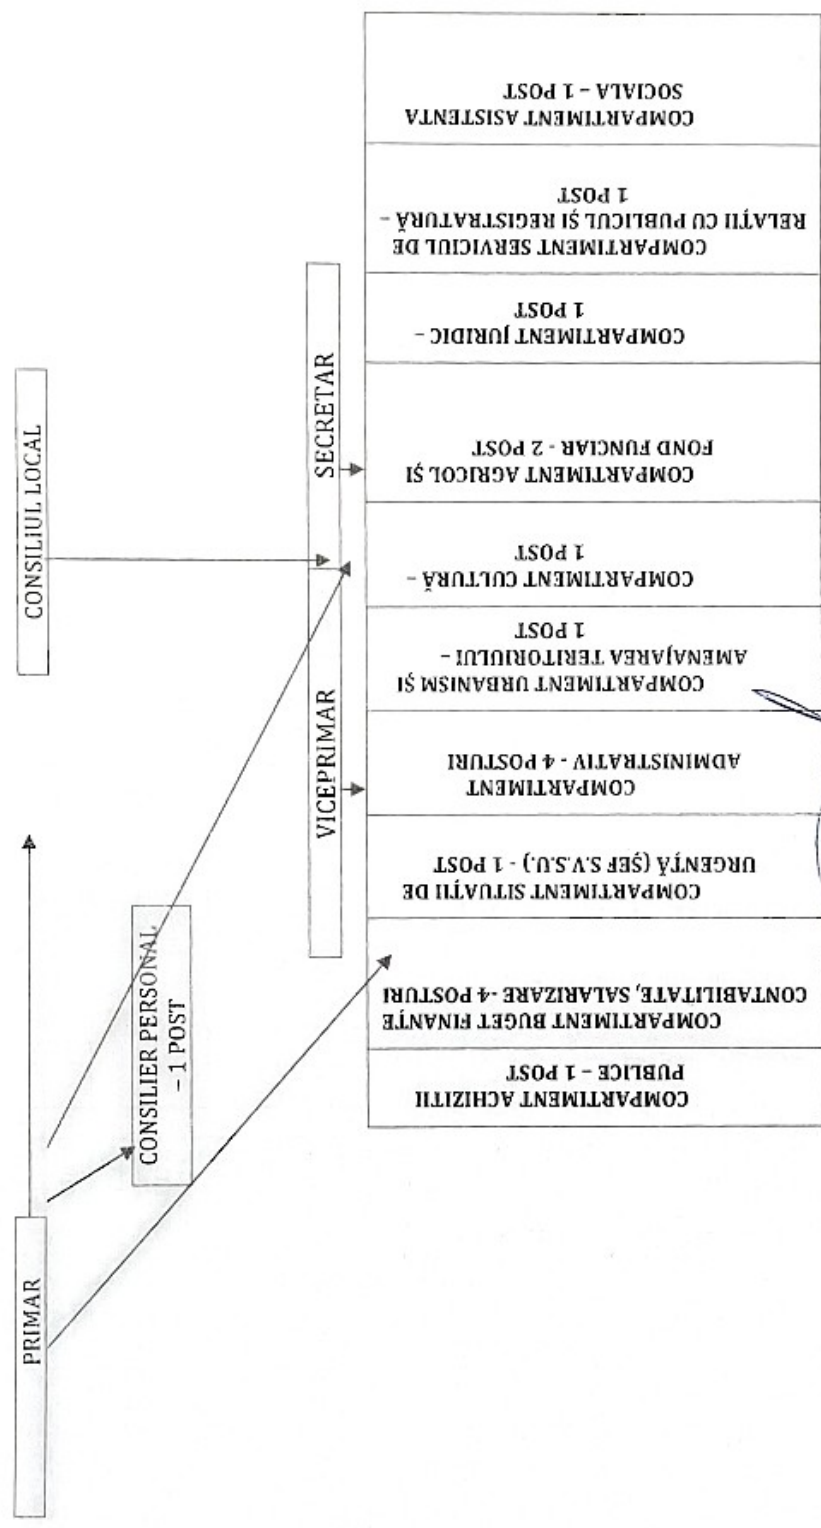 PRIMAR
CONSILIUL LOCAL
CONSILIER PERSONAL
– 1 POST
VICEPRIMAR
SECRETAR
COMPARTIMENT ACHIZITII
PUBLICE – 1 POST
COMPARTIMENT BUGET FINANȚE
CONTABILITATE, SALARIZARE -4 POSTURI
COMPARTIMENT SITUAȚII DE
URGENȚĂ (ȘEF S.V.S.U.) - 1 POST
COMPARTIMENT
ADMINISTRATIV - 4 POSTURI
COMPARTIMENT URBANISM ȘI
AMENAJAREA TERITORIULUI –
1 POST
COMPARTIMENT CULTURĂ –
1 POST
COMPARTIMENT AGRICOL ȘI
FOND FUNCIAR - 2 POST
COMPARTIMENT JURIDIC –
1 POST
COMPARTIMENT SERVICIUL DE
RELAȚII CU PUBLICUL ȘI REGISTRATURĂ –
1 POST
COMPARTIMENT ASISTENTA
SOCIALA – 1 POST